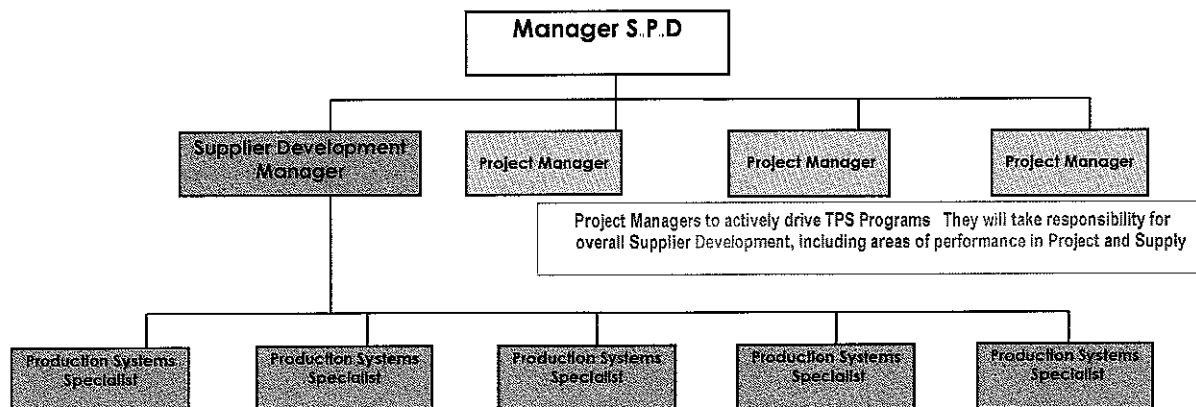 Manager S.P.D
Supplier Development
Manager
Project Manager
Project Manager
Project Manager
Project Managers to actively drive TPS Programs They will take responsibility for
overall Supplier Development, including areas of performance in Project and Supply
Production Systems
Specialist
Production Systems
Specialist
Production Systems
Specialist
Production Systems
Specialist
Production Systems
Specialist